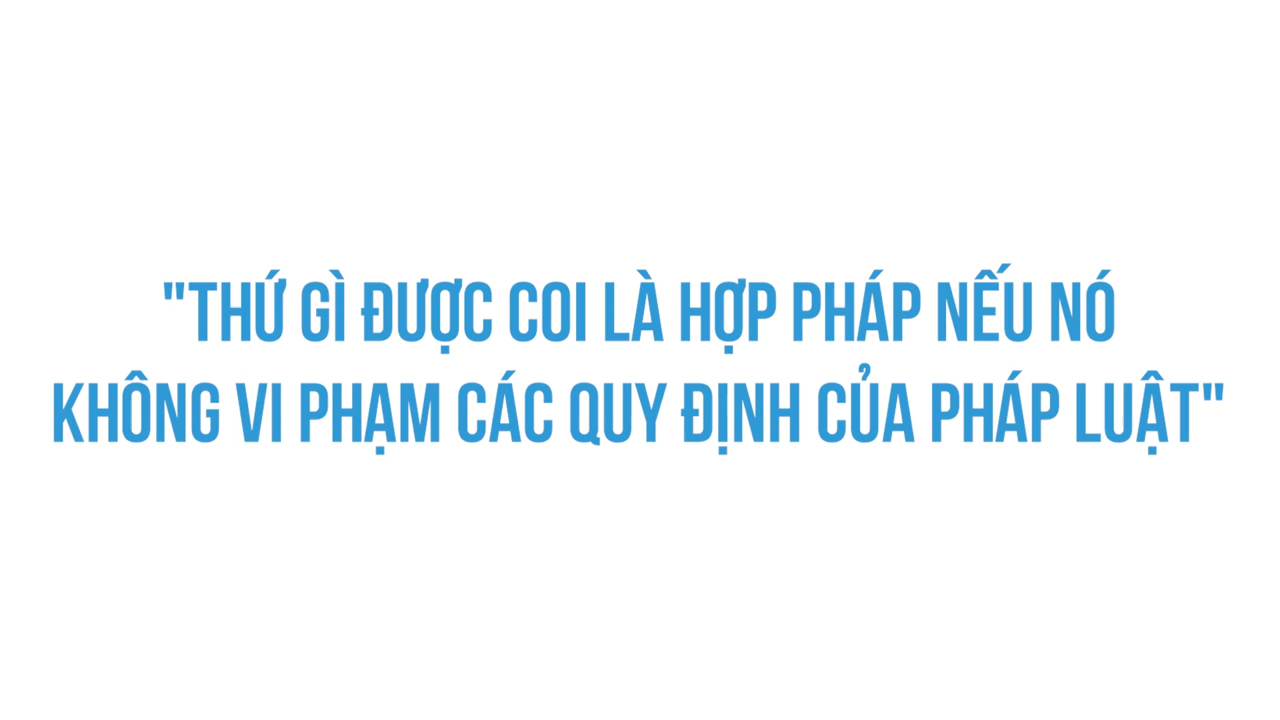 "THỨ GÌ ĐƯỢC COI LÀ HỢP PHÁP NẾU NÓ
KHÔNG VI PHẠM CÁC QUY ĐỊNH CỦA PHÁP LUẬT"